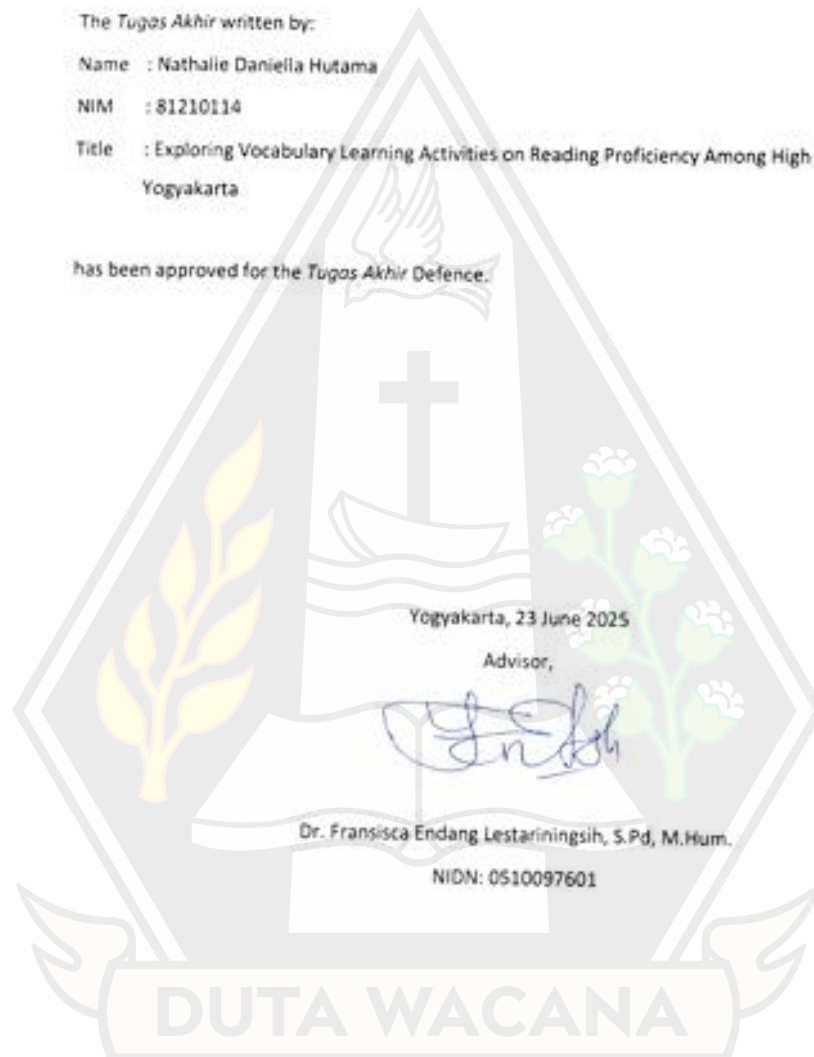 The Tugas Akhir written by:
Name : Nathalie Daniella Hutama
NIM : 81210114
Title : Exploring Vocabulary Learning Activities on Reading Proficiency Among High
Yogyakarta
has been approved for the Tugas Akhir Defence.
Yogyakarta, 23 June 2025
Advisor,
Dr. Fransisca Endang Lestariningsih, S.Pd, M.Hum.
NIDN: 0510097601
DUTA WACANA